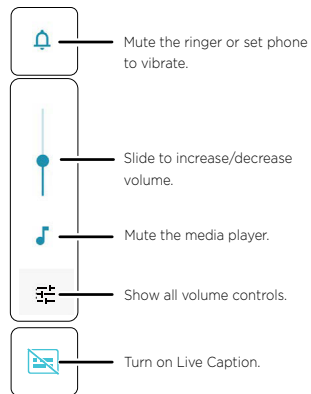 Mute the ringer or set phone
to vibrate.
Slide to increase/decrease
volume.
Mute the media player.
Show all volume controls.
Turn on Live Caption.